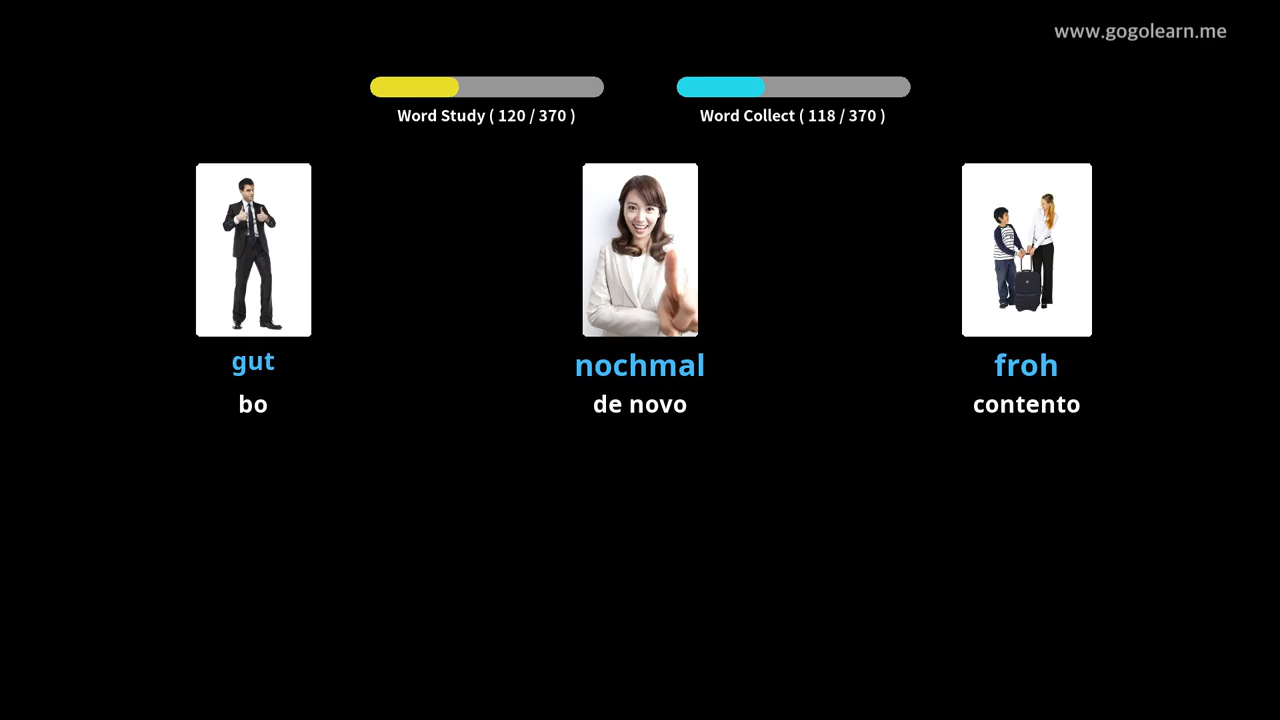 www.gogolearn.me
Word Study ( 120 / 370 )
Word Collect ( 118 / 370 )
gut
nochmal
froh
bo
de novo
contento